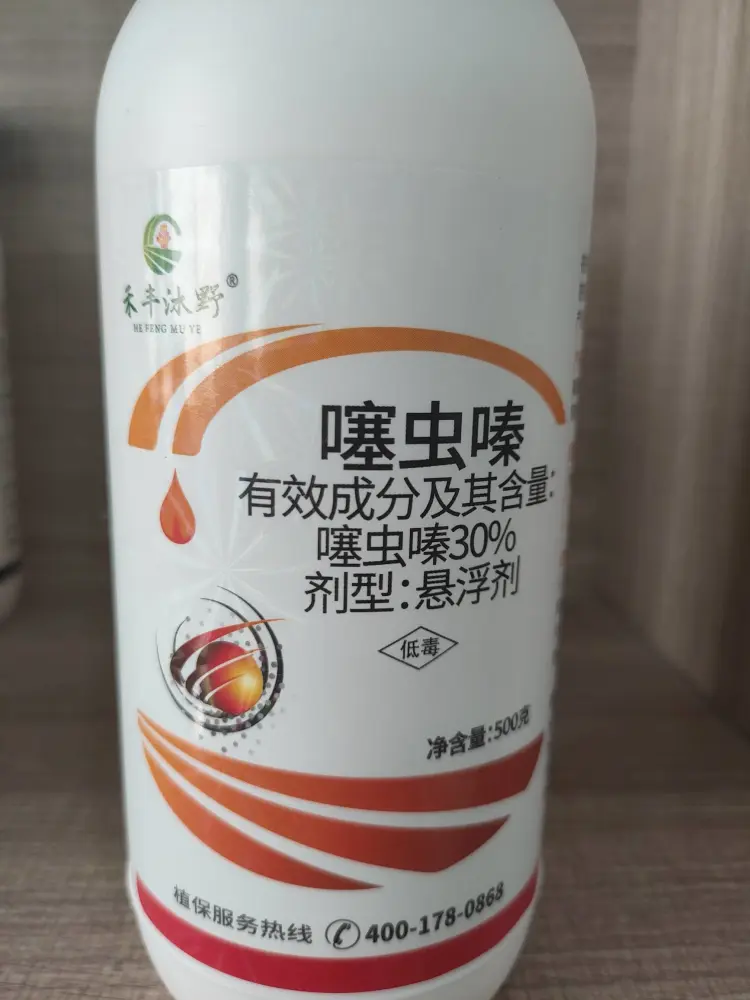 禾丰沐野®
HE FENG MU YE
噻虫嗪
有效成分及其含量:
噻虫嗪30%
剂型:悬浮剂
低毒
净含量:500克
植保服务热线 400-178-0868